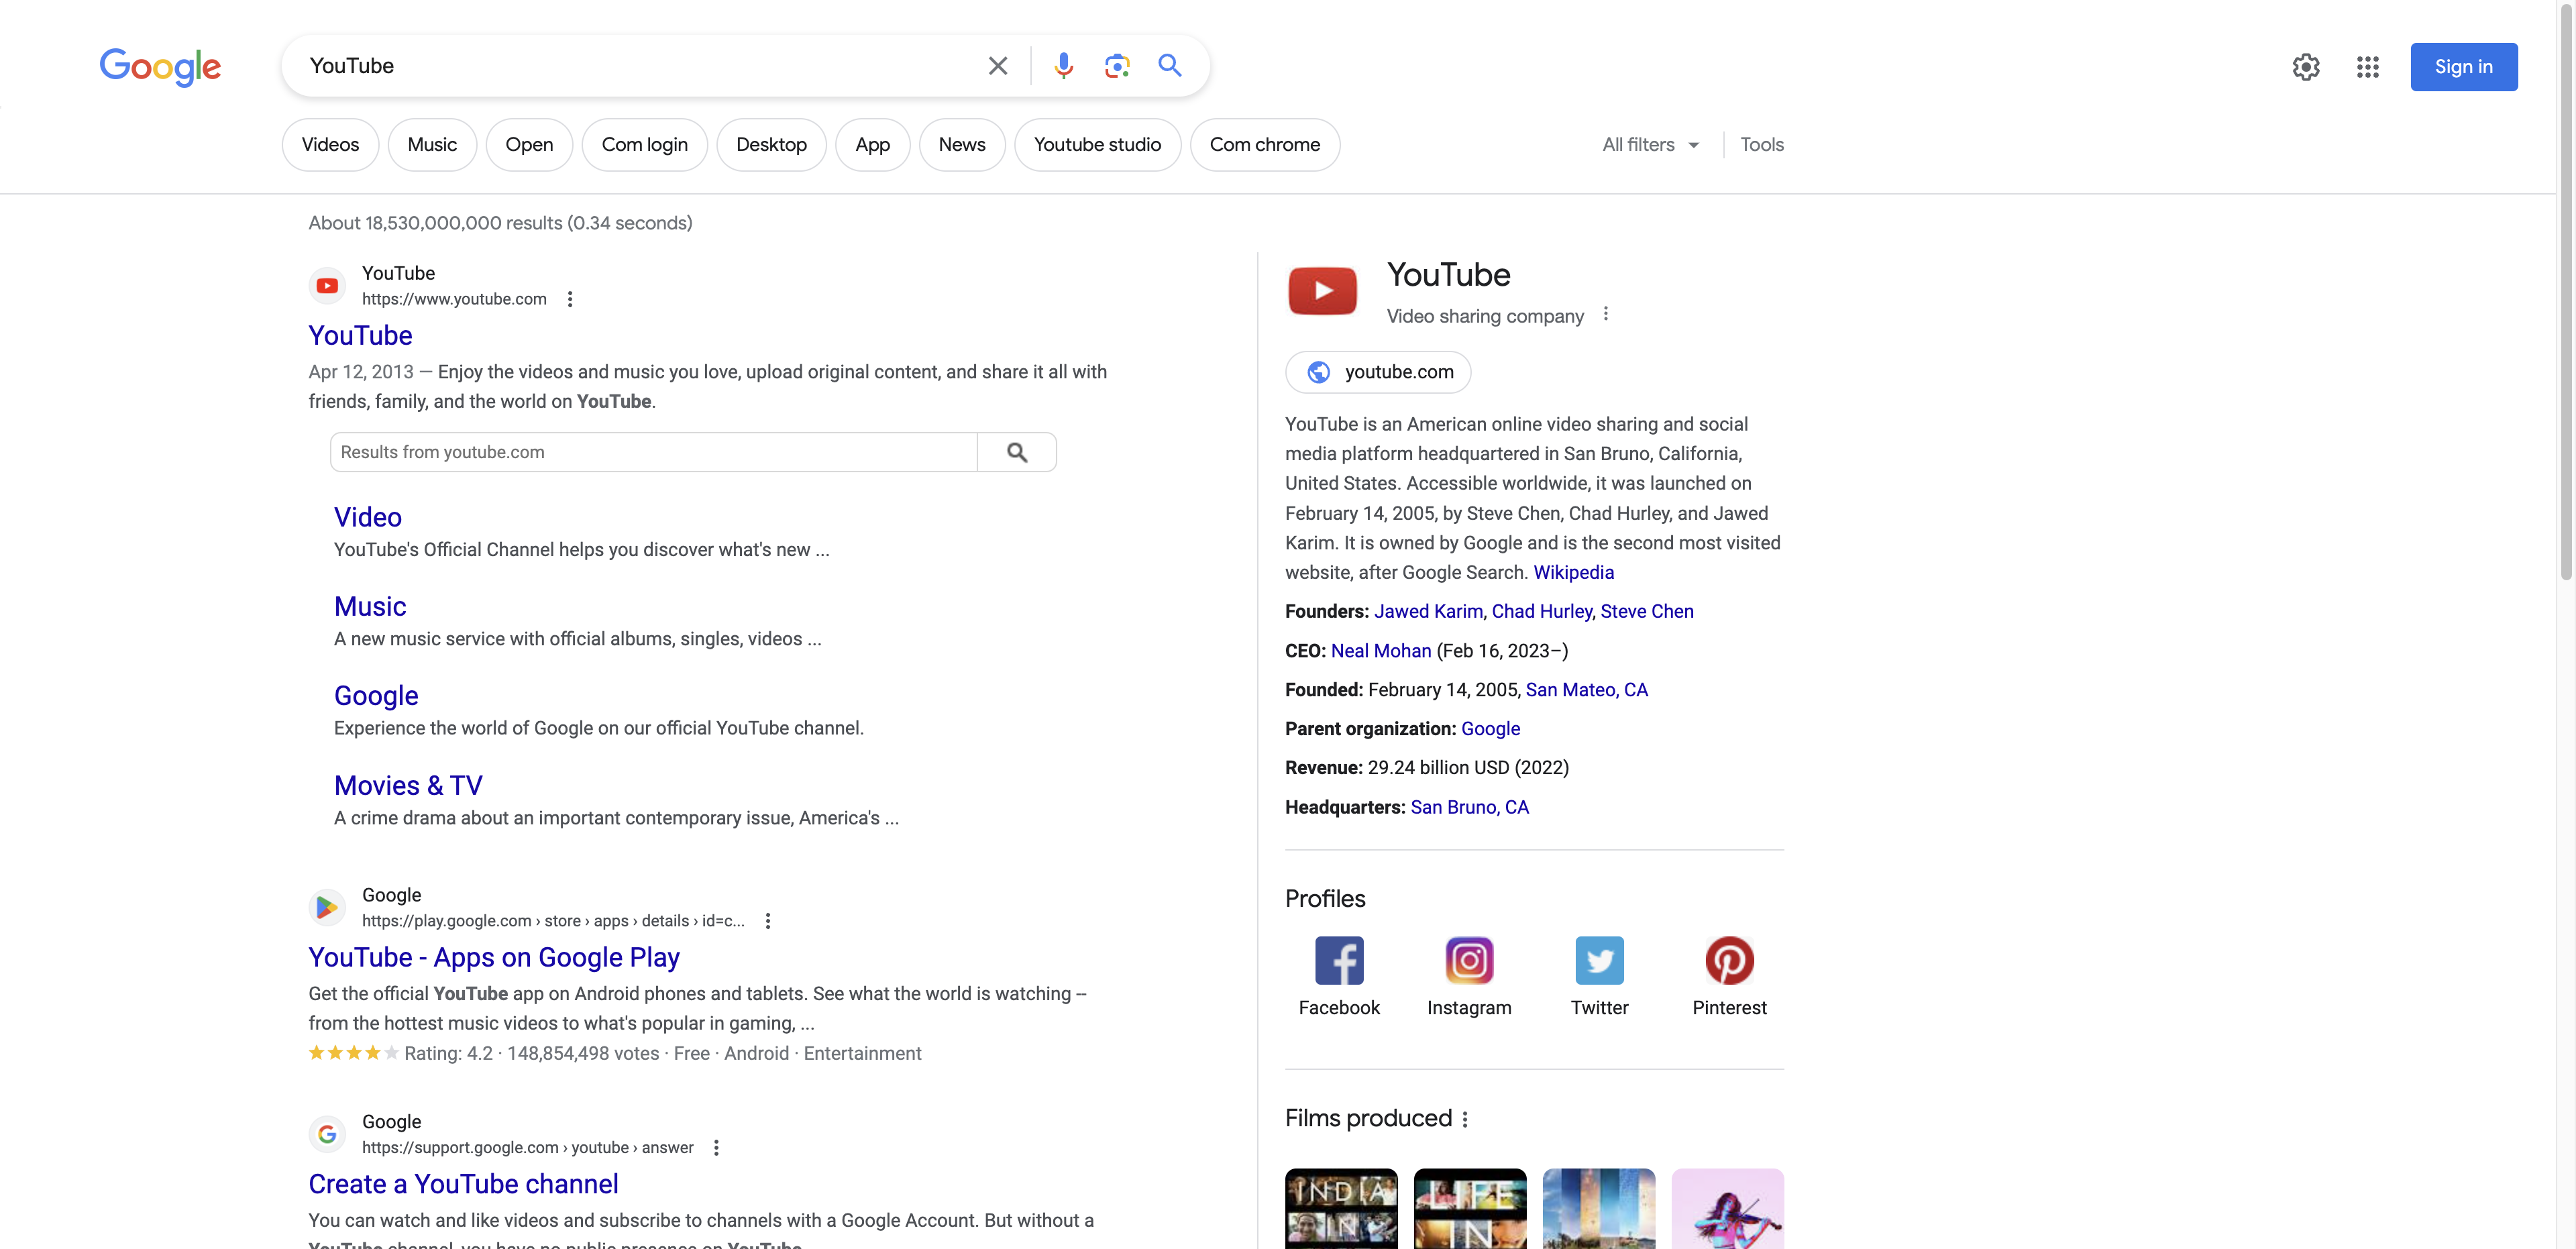 Google
YouTube
Sign in
Videos
Music
Open
Com login
Desktop
App
News
Youtube studio
Com chrome
All filters
Tools
About 18,530,000,000 results (0.34 seconds)
YouTube
https://www.youtube.com
YouTube
Apr 12, 2013 — Enjoy the videos and music you love, upload original content, and share it all with
friends, family, and the world on YouTube.
Results from youtube.com
Video
YouTube's Official Channel helps you discover what's new ...
Music
A new music service with official albums, singles, videos ...
Google
Experience the world of Google on our official YouTube channel.
Movies & TV
A crime drama about an important contemporary issue, America's ...
Google
https://play.google.com › store › apps › details › id=c...
YouTube - Apps on Google Play
Get the official YouTube app on Android phones and tablets. See what the world is watching --
from the hottest music videos to what's popular in gaming, ...
Rating: 4.2 · 148,854,498 votes · Free · Android · Entertainment
Google
https://support.google.com › youtube › answer
Create a YouTube channel
You can watch and like videos and subscribe to channels with a Google Account. But without a
YouTube channel, you have no public presence on YouTube.
YouTube
Video sharing company
youtube.com
YouTube is an American online video sharing and social
media platform headquartered in San Bruno, California,
United States. Accessible worldwide, it was launched on
February 14, 2005, by Steve Chen, Chad Hurley, and Jawed
Karim. It is owned by Google and is the second most visited
website, after Google Search. Wikipedia
Founders: Jawed Karim, Chad Hurley, Steve Chen
CEO: Neal Mohan (Feb 16, 2023–)
Founded: February 14, 2005, San Mateo, CA
Parent organization: Google
Revenue: 29.24 billion USD (2022)
Headquarters: San Bruno, CA
Profiles
Facebook
Instagram
Twitter
Pinterest
Films produced
INDIA
IN
LIFE
IN